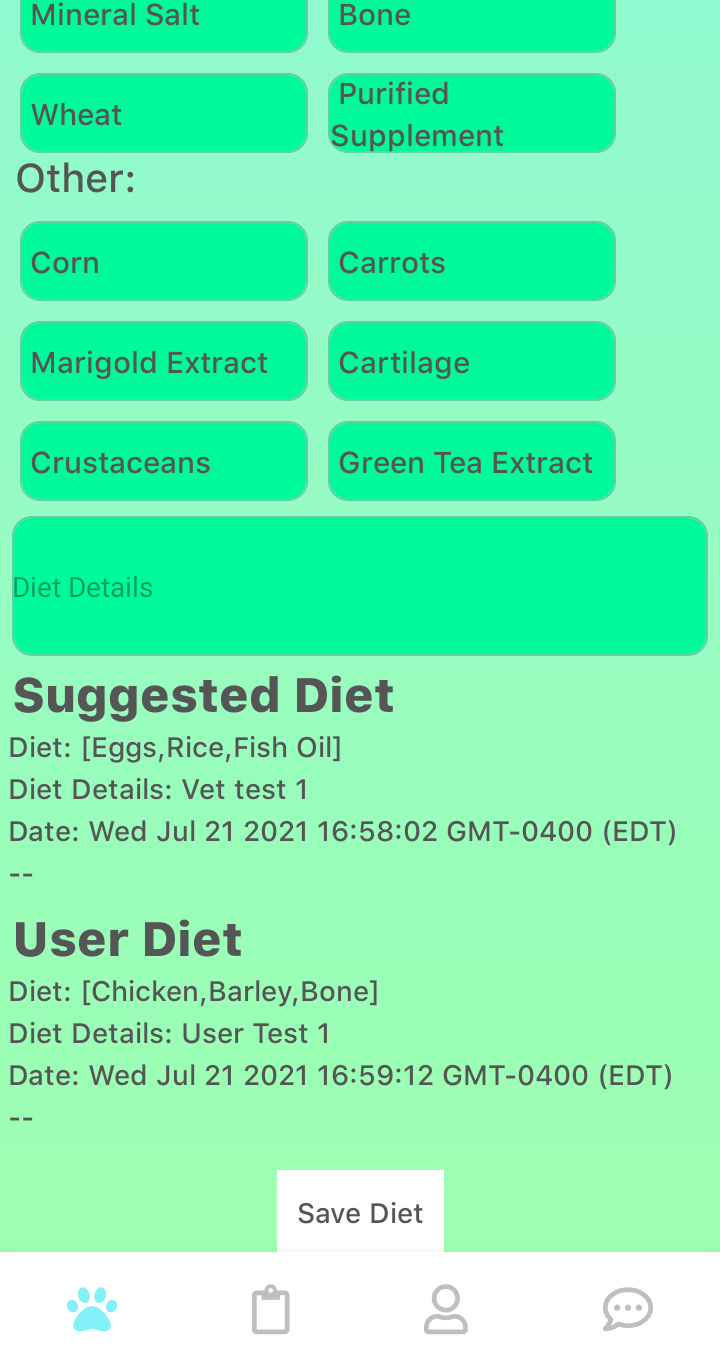 Mineral Salt
Bone
Wheat
Purified
Supplement
Other:
Corn
Carrots
Marigold Extract
Cartilage
Crustaceans
Green Tea Extract
Diet Details
Suggested Diet
Diet: [Eggs,Rice,Fish Oil]
Diet Details: Vet test 1
Date: Wed Jul 21 2021 16:58:02 GMT-0400 (EDT)
--
User Diet
Diet: [Chicken,Barley,Bone]
Diet Details: User Test 1
Date: Wed Jul 21 2021 16:59:12 GMT-0400 (EDT)
--
Save Diet